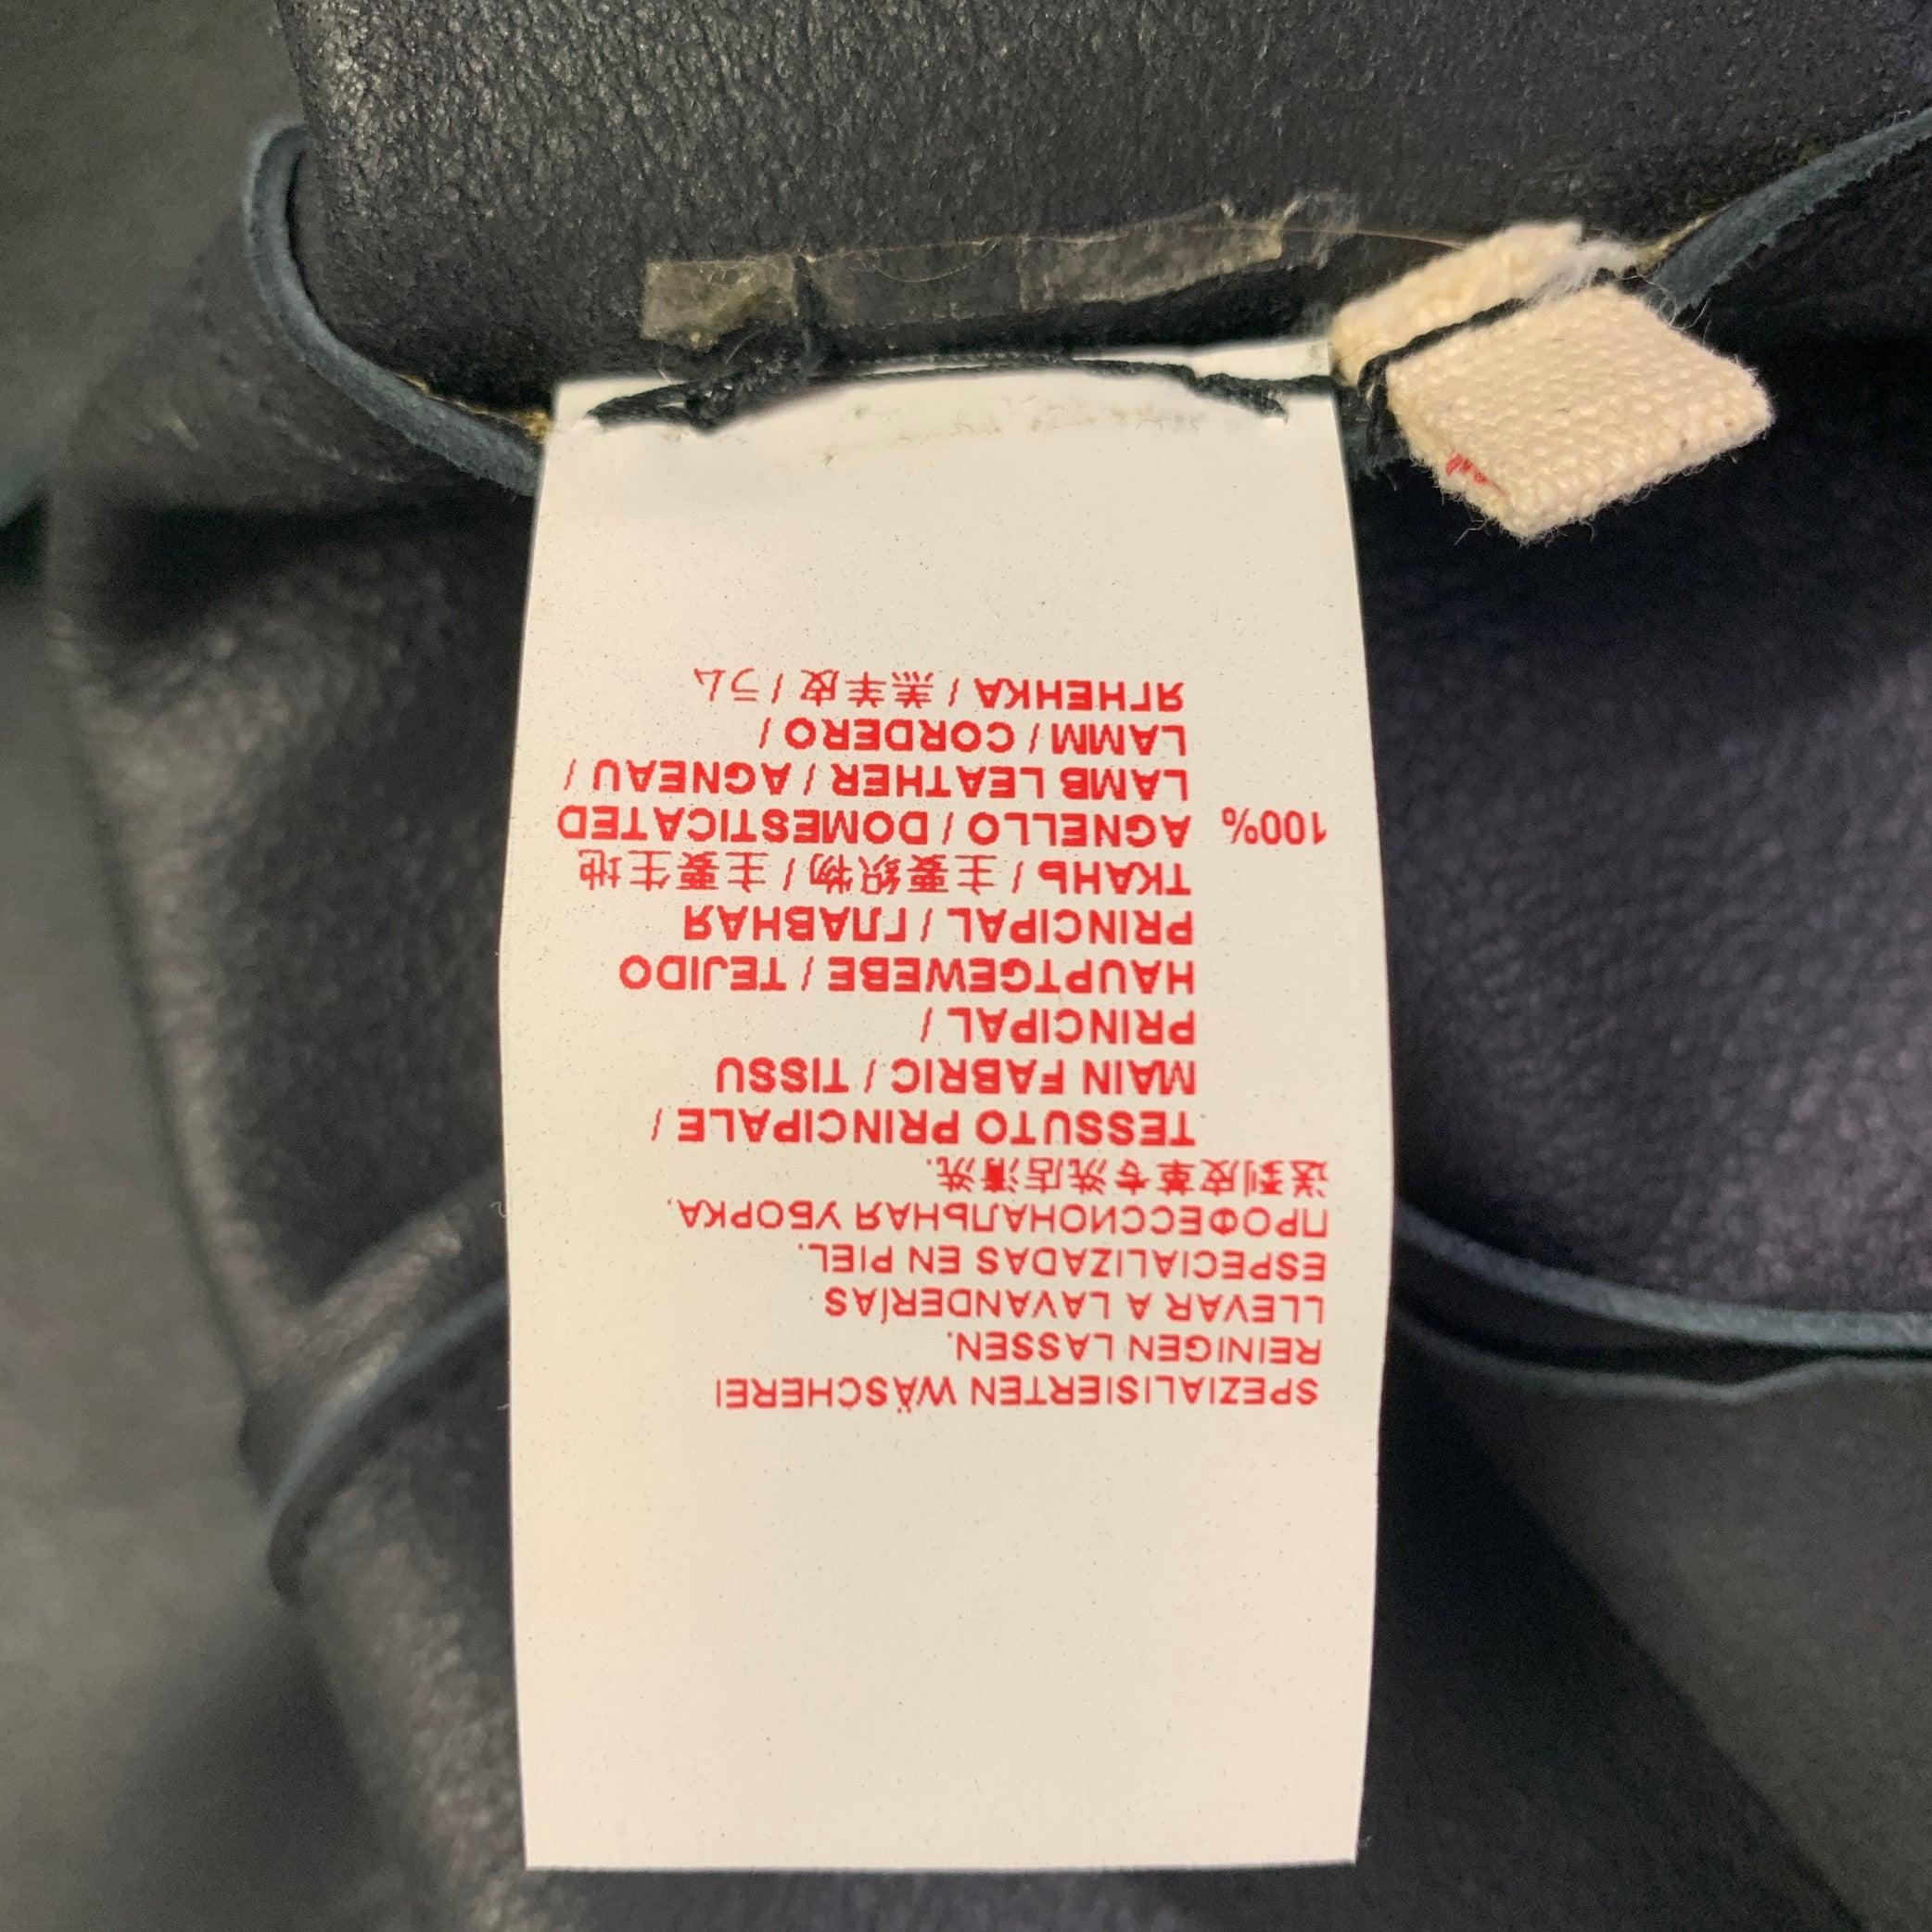 SPEZIALISIERTEN WÄSCHEREI
REINIGEN LASSEN.
LLEVAR A LAVANDERÍAS
ESPECIALIZADAS EN PIEL.
ПРОФЕССИОНАЛЬНАЯ УБОРКА.
送到皮革专洗店清洗.
TESSUTO PRINCIPALE /
MAIN FABRIC / TISSU
PRINCIPAL /
HAUPTGEWEBE / TEJIDO
PRINCIPAL / ГЛАВНАЯ
ТКАНЬ / 主要织物 / 主要生地
100% AGNELLO / DOMESTICATED
LAMB LEATHER / AGNEAU /
LAMM / CORDERO /
ЯГНЕНКА / 羔羊皮 / ラム